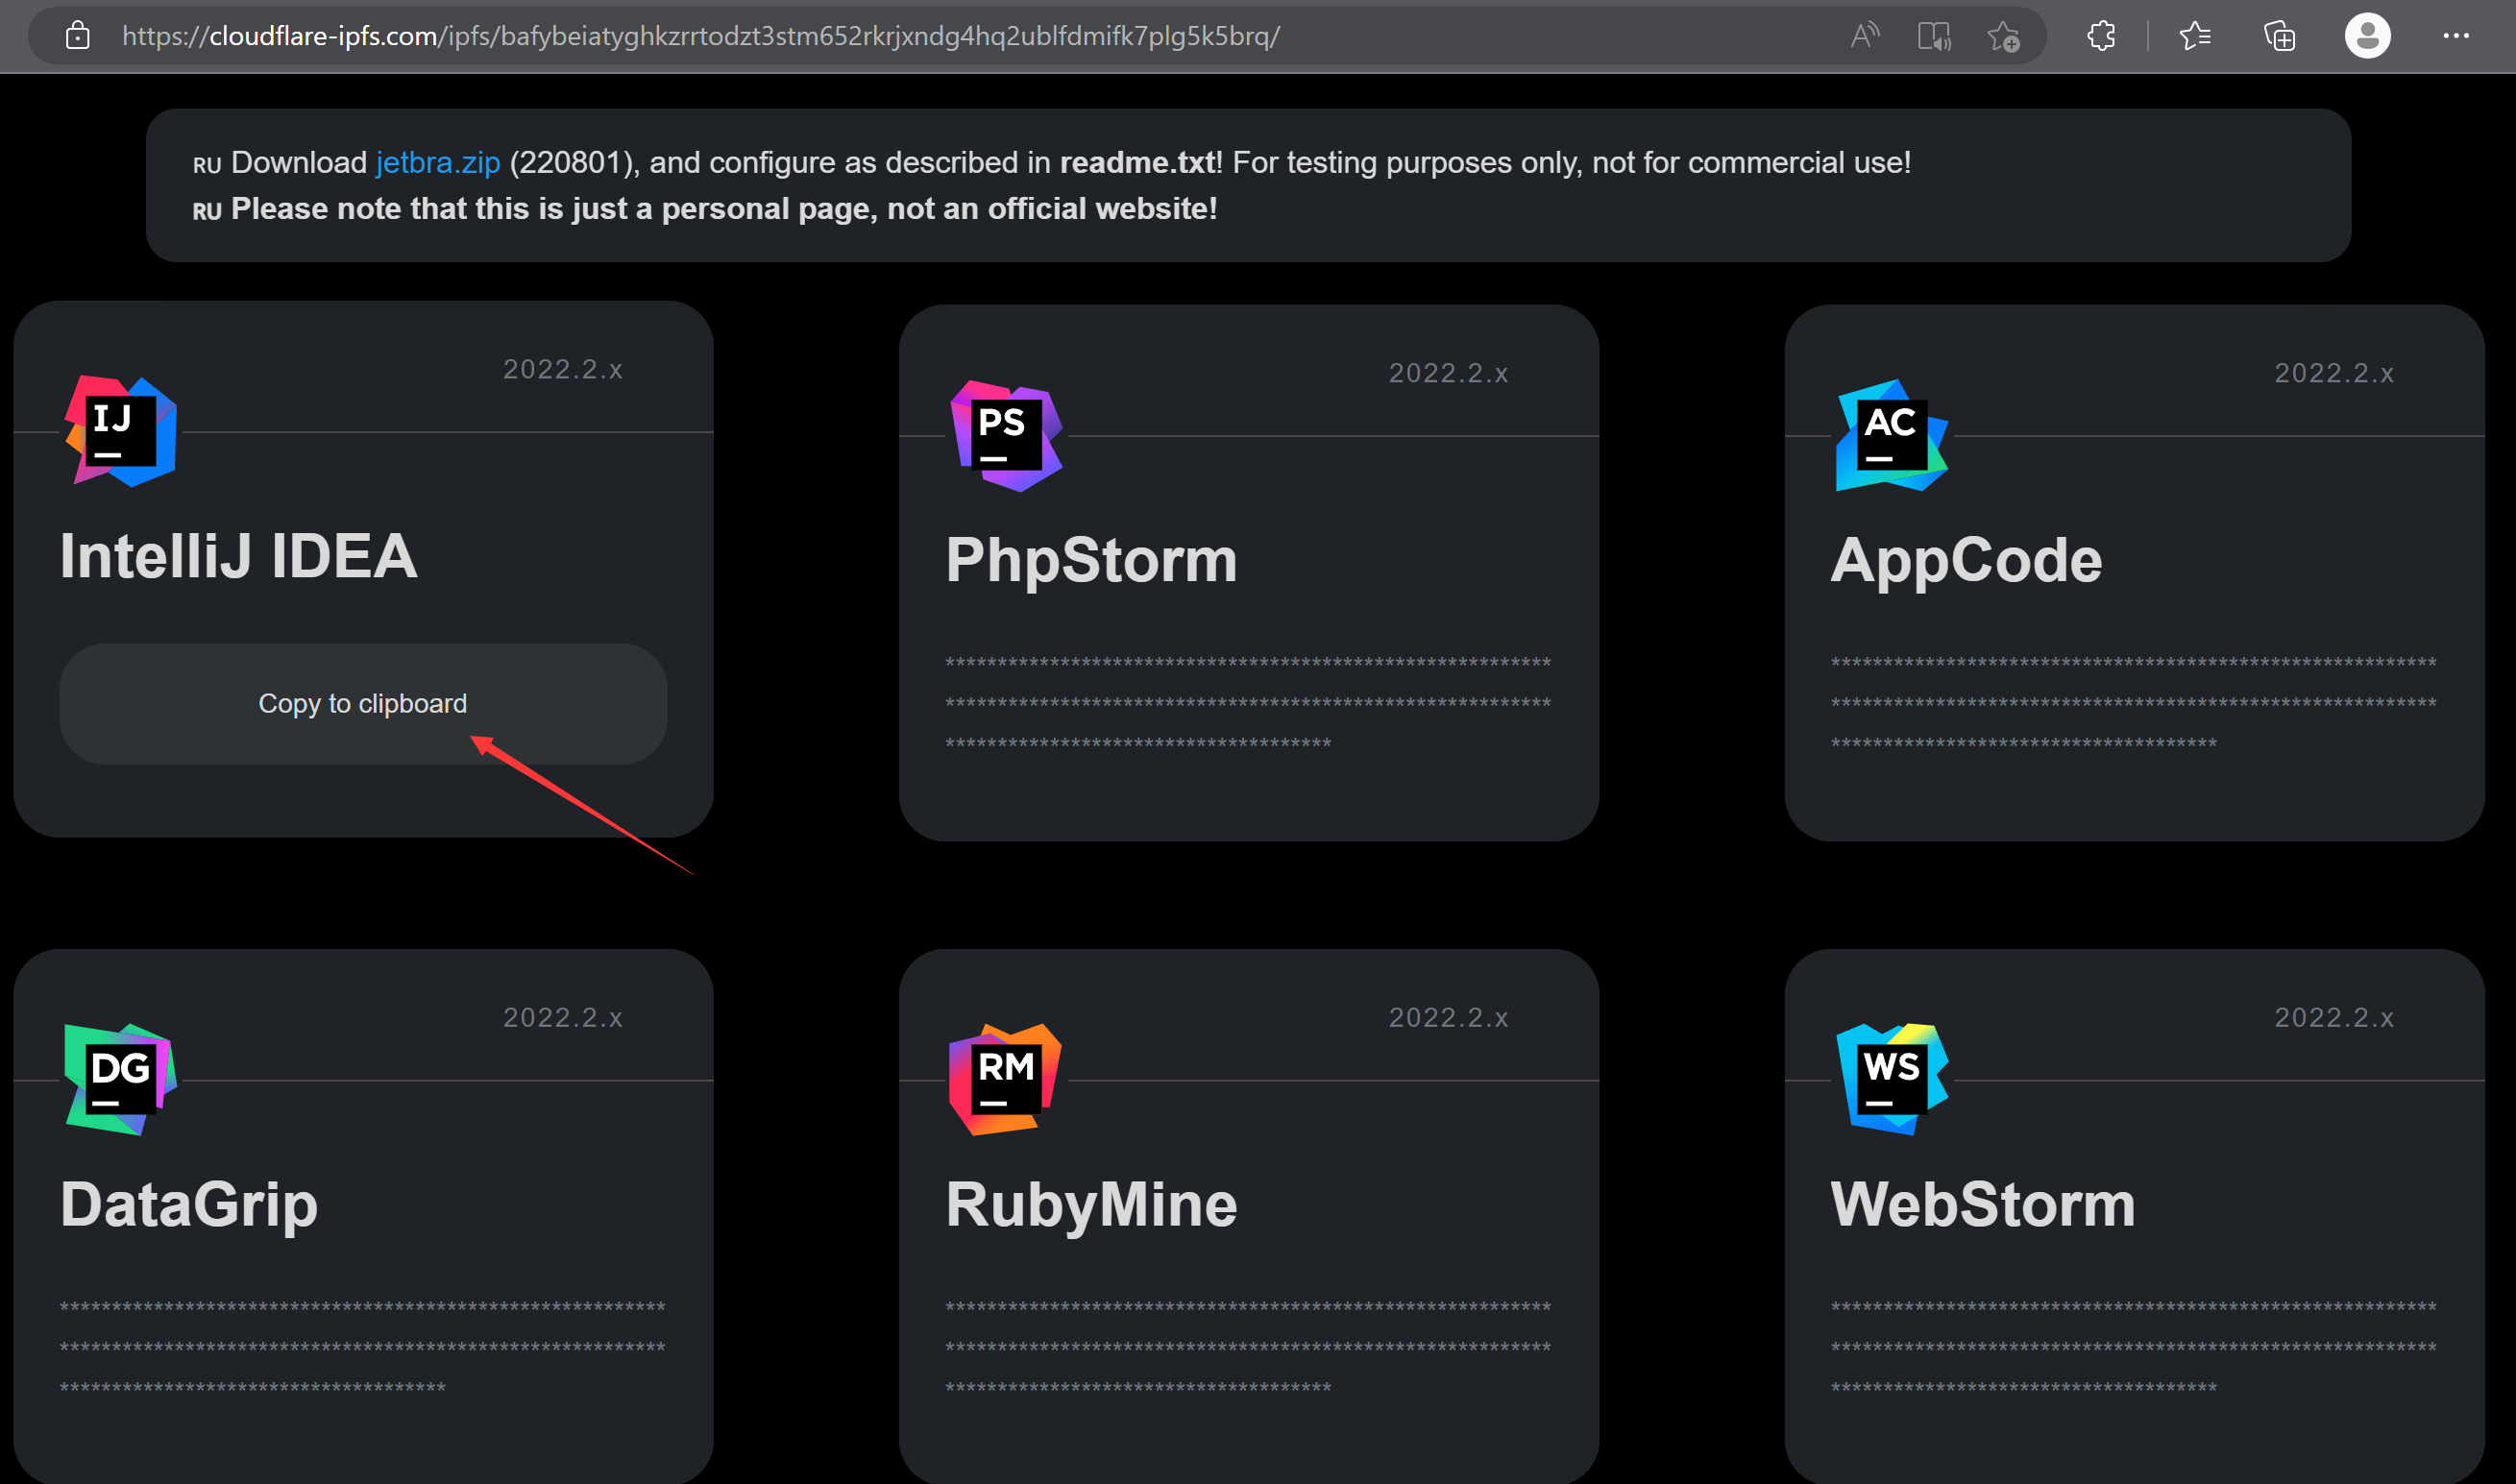 https://cloudflare-ipfs.com/ipfs/bafybeiatyghkzrrtodzt3stm652rkrjxndg4hq2ublfdmifk7plg5k5brq/
RU Download jetbra.zip (220801), and configure as described in readme.txt! For testing purposes only, not for commercial use!
RU Please note that this is just a personal page, not an official website!
2022.2.x
IJ
IntelliJ IDEA
Copy to clipboard
2022.2.x
PS
PhpStorm
**********************************************************
**********************************************************
*************************************
2022.2.x
AC
AppCode
**********************************************************
**********************************************************
*************************************
2022.2.x
DG
DataGrip
**********************************************************
**********************************************************
*************************************
2022.2.x
RM
RubyMine
**********************************************************
**********************************************************
*************************************
2022.2.x
WS
WebStorm
**********************************************************
**********************************************************
*************************************